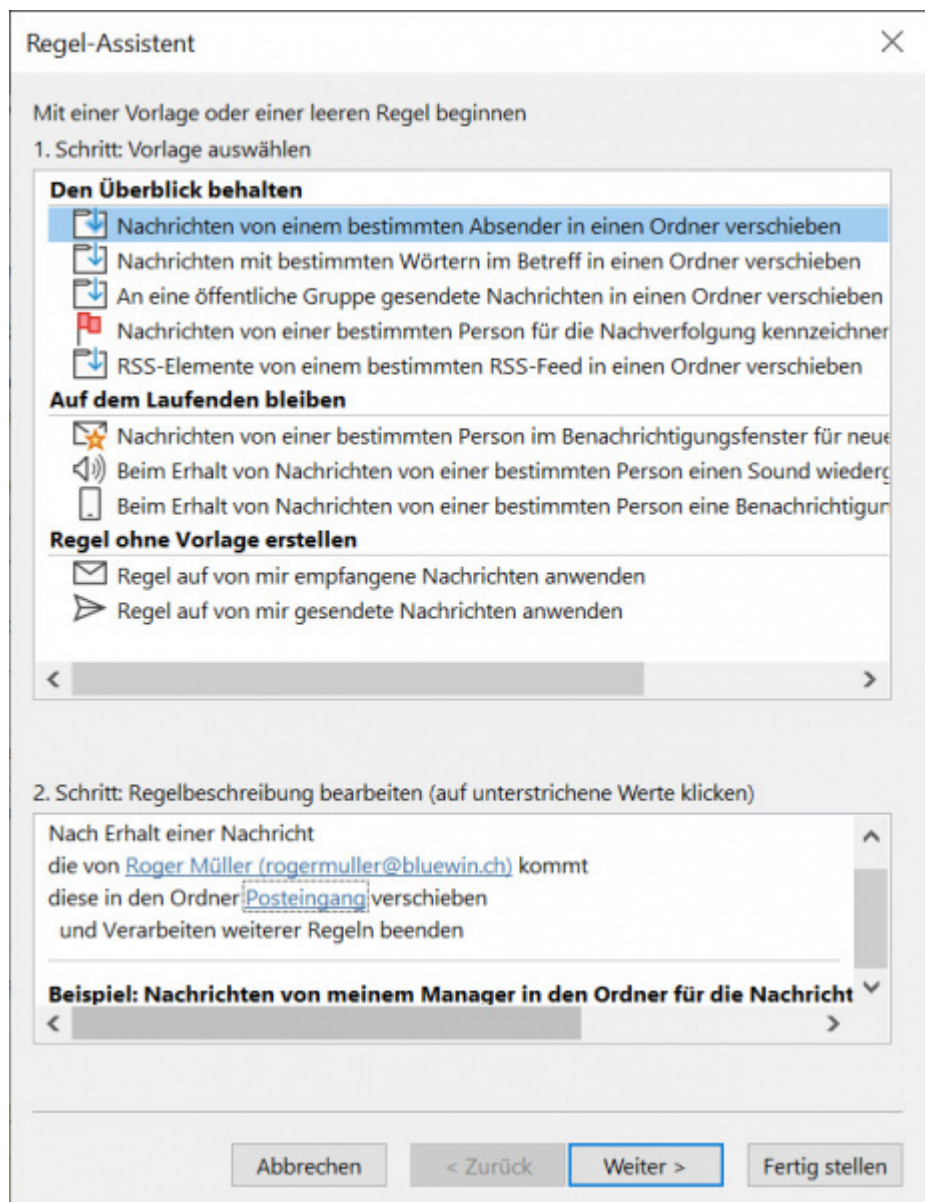 Regel-Assistent
Mit einer Vorlage oder einer leeren Regel beginnen
1. Schritt: Vorlage auswählen
Den Überblick behalten
Nachrichten von einem bestimmten Absender in einen Ordner verschieben
Nachrichten mit bestimmten Wörtern im Betreff in einen Ordner verschieben
An eine öffentliche Gruppe gesendete Nachrichten in einen Ordner verschieben
Nachrichten von einer bestimmten Person für die Nachverfolgung kennzeichner
RSS-Elemente von einem bestimmten RSS-Feed in einen Ordner verschieben
Auf dem Laufenden bleiben
Nachrichten von einer bestimmten Person im Benachrichtigungsfenster für neue
Beim Erhalt von Nachrichten von einer bestimmten Person einen Sound wiederg
Beim Erhalt von Nachrichten von einer bestimmten Person eine Benachrichtigun
Regel ohne Vorlage erstellen
Regel auf von mir empfangene Nachrichten anwenden
Regel auf von mir gesendete Nachrichten anwenden
2. Schritt: Regelbeschreibung bearbeiten (auf unterstrichene Werte klicken)
Nach Erhalt einer Nachricht
die von Roger Müller (rogermuller@bluewin.ch) kommt
diese in den Ordner Posteingang verschieben
und Verarbeiten weiterer Regeln beenden
Beispiel: Nachrichten von meinem Manager in den Ordner für die Nachricht
Abbrechen < Zurück Weiter > Fertig stellen